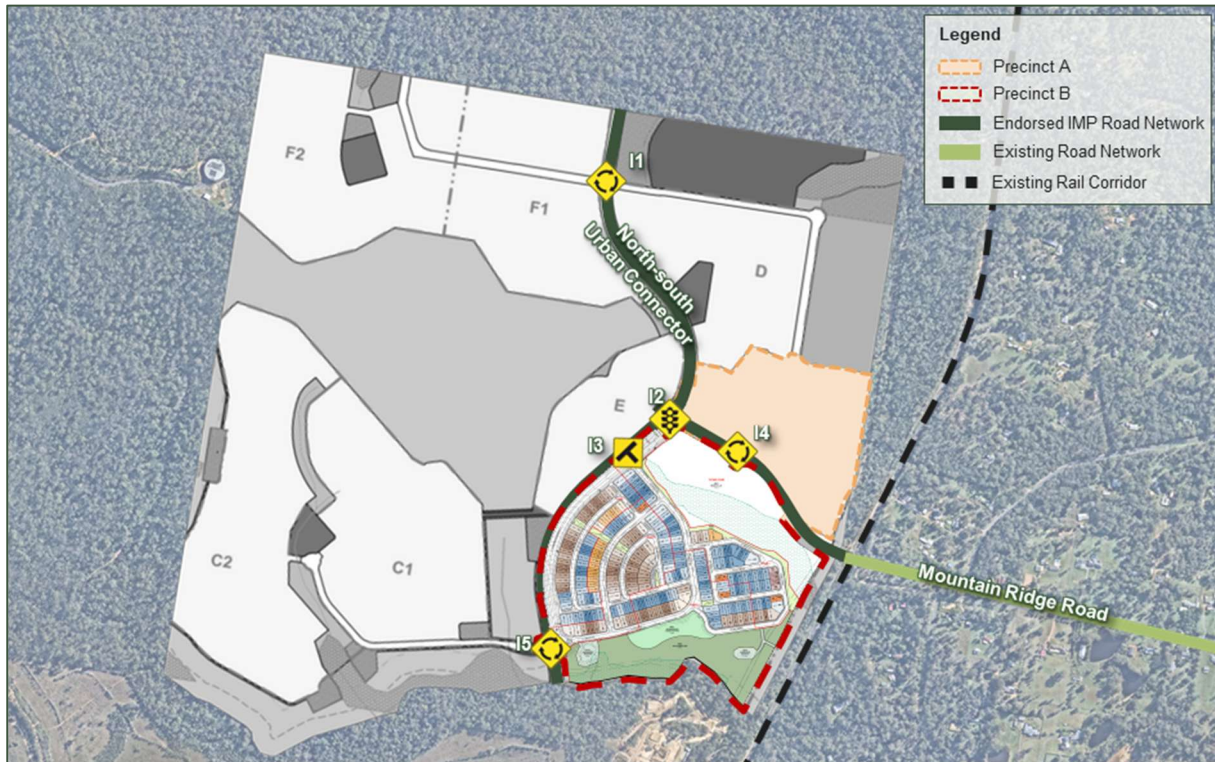 Legend
Precinct A
Precinct B
Endorsed IMP Road Network
Existing Road Network
Existing Rail Corridor
F2
I1
F1
North-south
Urban Connector
D
I2
E
I3
I4
C2
C1
Mountain Ridge Road
I5